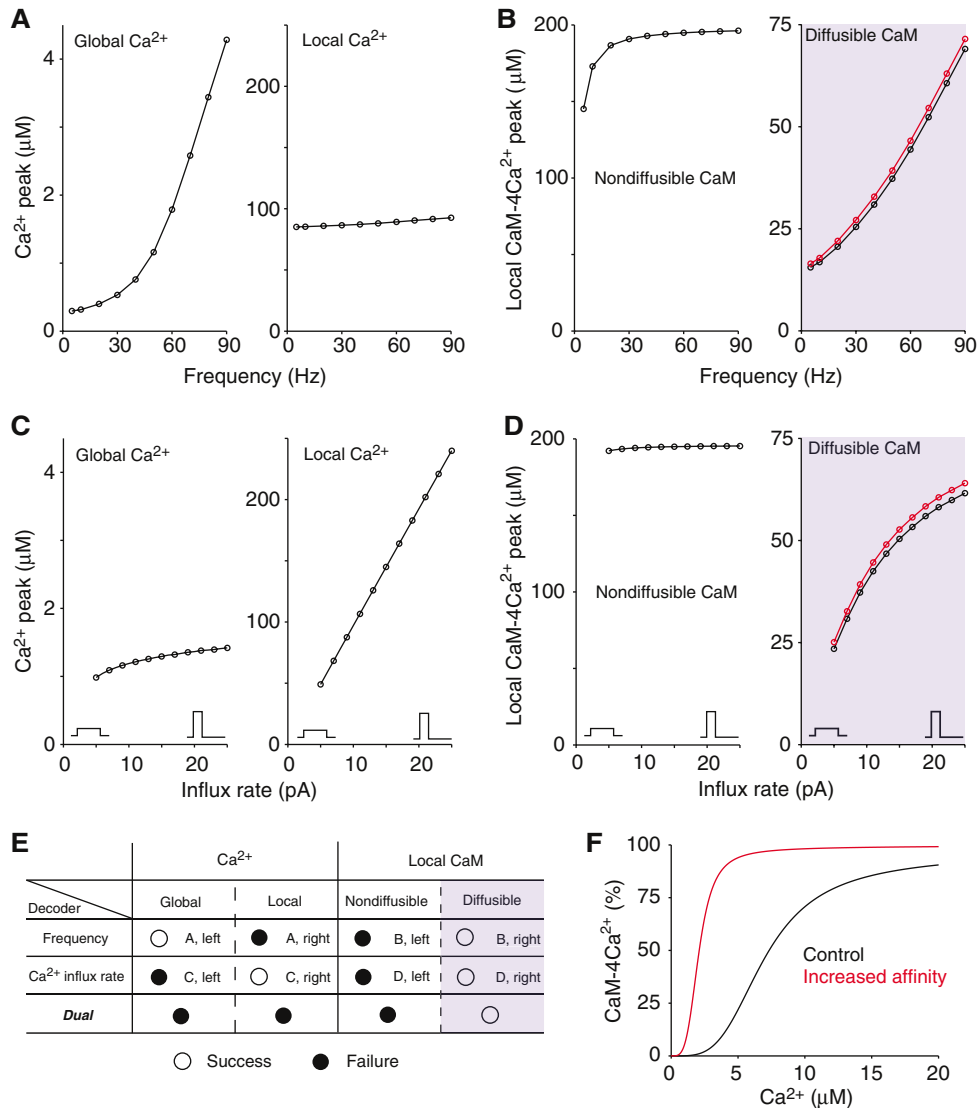 A
Global Ca2+
Local Ca2+
Ca2+ peak (μM)
4
2
0
200
100
0
0 30 60 90
0 30 60 90
Frequency (Hz)
B
Local CaM-4Ca2+ peak (μM)
Nondiffusible CaM
Diffusible CaM
200
100
0
75
50
25
0
0 30 60 90
0 30 60 90
Frequency (Hz)
C
Global Ca2+
Local Ca2+
Ca2+ peak (μM)
4
2
0
200
100
0
0 10 20
0 10 20
Influx rate (pA)
D
Local CaM-4Ca2+ peak (μM)
Nondiffusible CaM
Diffusible CaM
200
100
0
75
50
25
0
0 10 20
0 10 20
Influx rate (pA)
E
Ca2+ Local CaM
Decoder Global Local Nondiffusible Diffusible
Frequency A, left A, right B, left B, right
Ca2+ influx rate C, left C, right D, left D, right
Dual
Success Failure
F
CaM-4Ca2+ (%)
100
75
50
25
0
Control
Increased affinity
0 5 10 15 20
Ca2+ (μM)